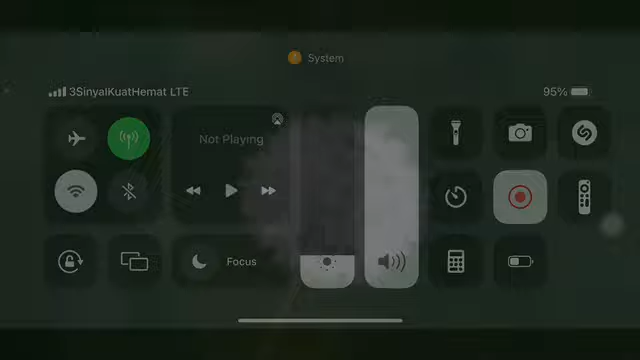 System
3SinyalKuatHemat LTE
95%
Not Playing
Focus